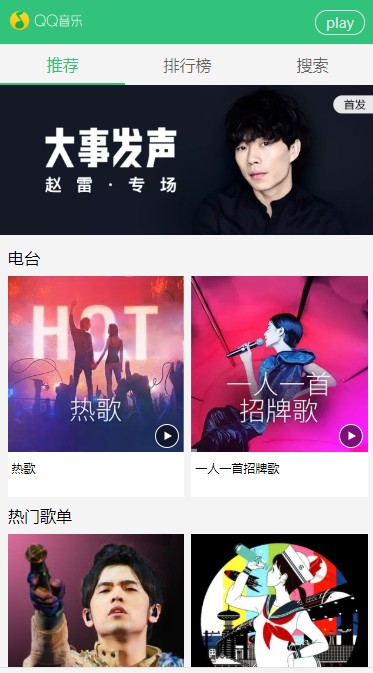 QQ音乐
play
推荐
排行榜
搜索
首发
大事发声
赵雷·专场
电台
HOT
热歌
一人一首
招牌歌
热歌
一人一首招牌歌
热门歌单